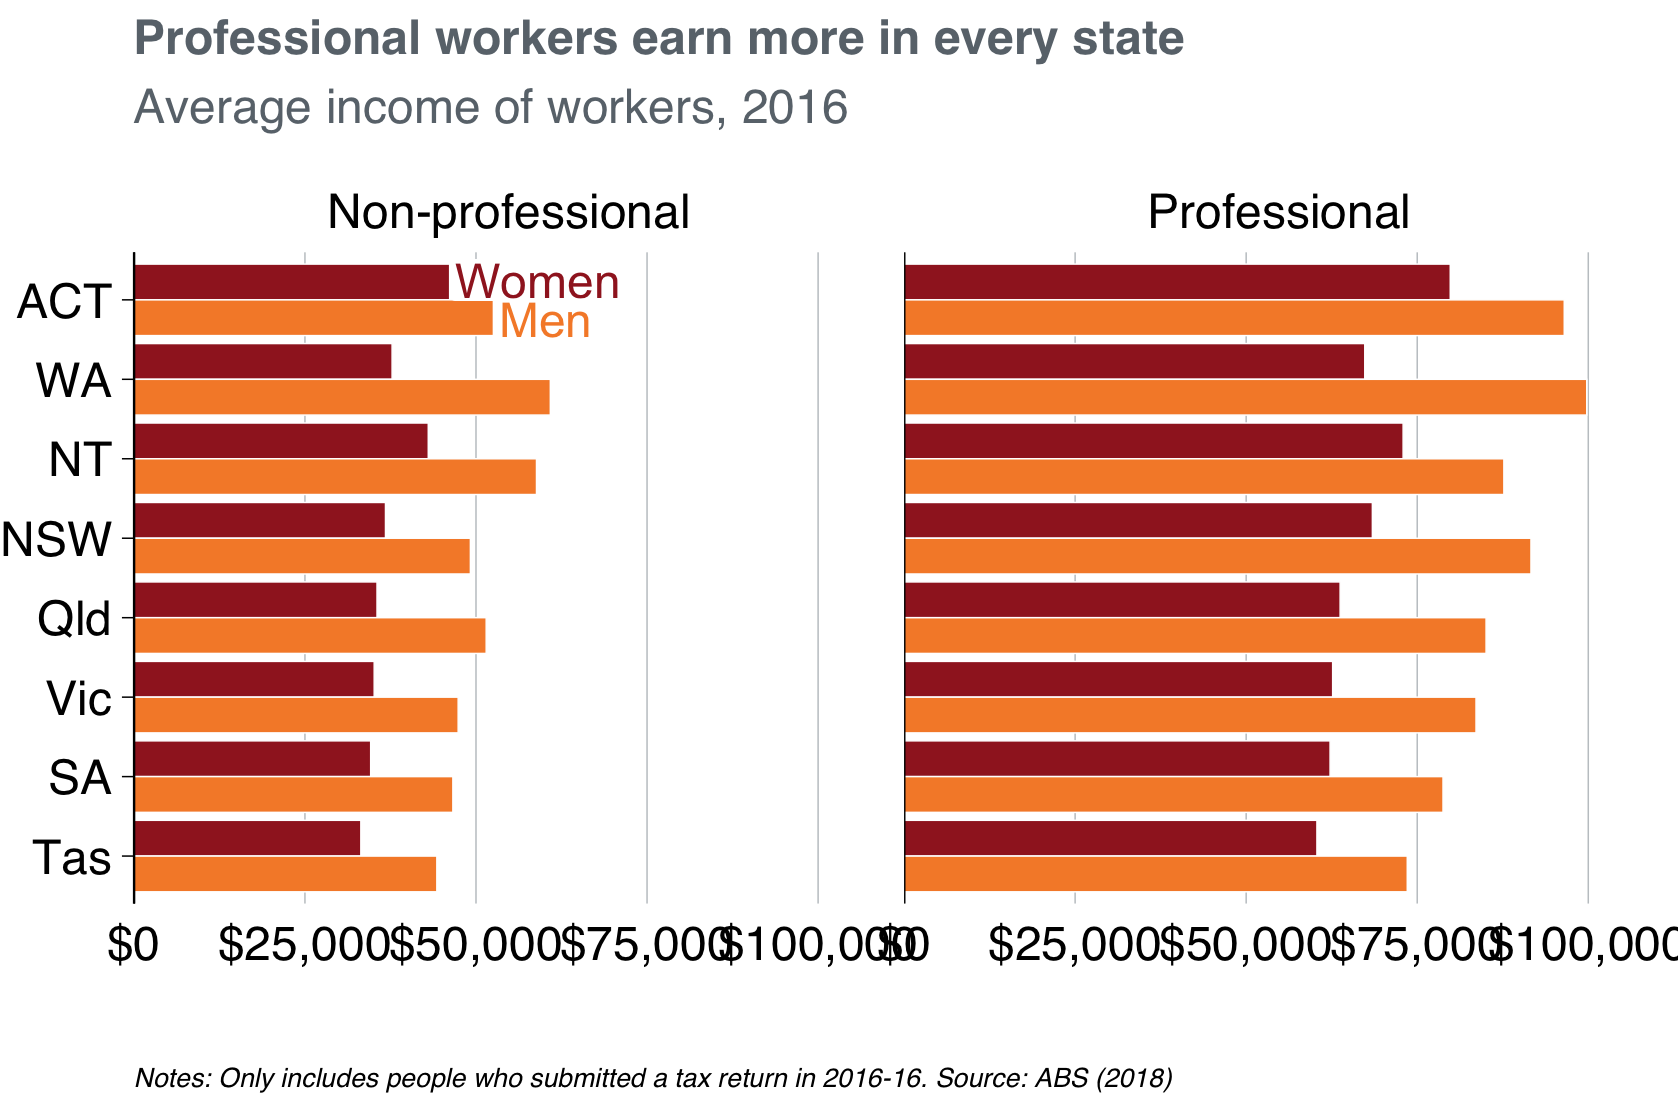 Professional workers earn more in every state
Average income of workers, 2016
Non-professional Professional
ACT
Women
Men
WA
NT
NSW
Qld
Vic
SA
Tas
$0 $25,000 $50,000 $75,000 $100,000 $0 $25,000 $50,000 $75,000 $100,000
Notes: Only includes people who submitted a tax return in 2016-16. Source: ABS (2018)